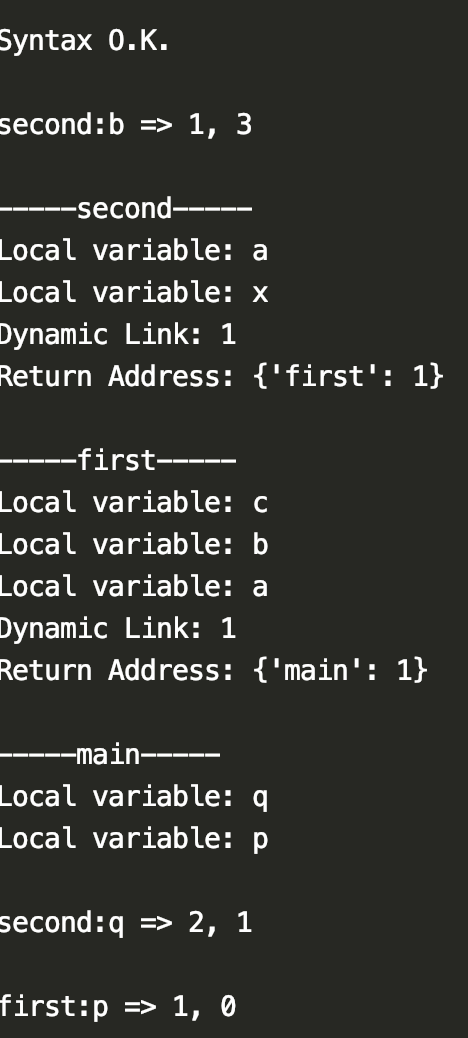 Syntax O.K.
second:b => 1, 3
-----second-----
Local variable: a
Local variable: x
Dynamic Link: 1
Return Address: {'first': 1}
-----first-----
Local variable: c
Local variable: b
Local variable: a
Dynamic Link: 1
Return Address: {'main': 1}
-----main-----
Local variable: q
Local variable: p
second:q => 2, 1
first:p => 1, 0